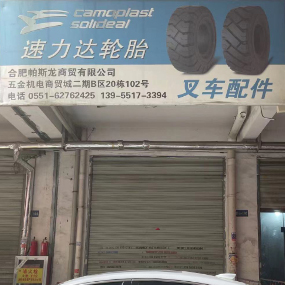 camoplast
solideal
速力达轮胎
合肥帕斯龙商贸有限公司
五金机电商贸城二期B区20栋102号
电话 0551-62762425 139-5517-3394
叉车配件